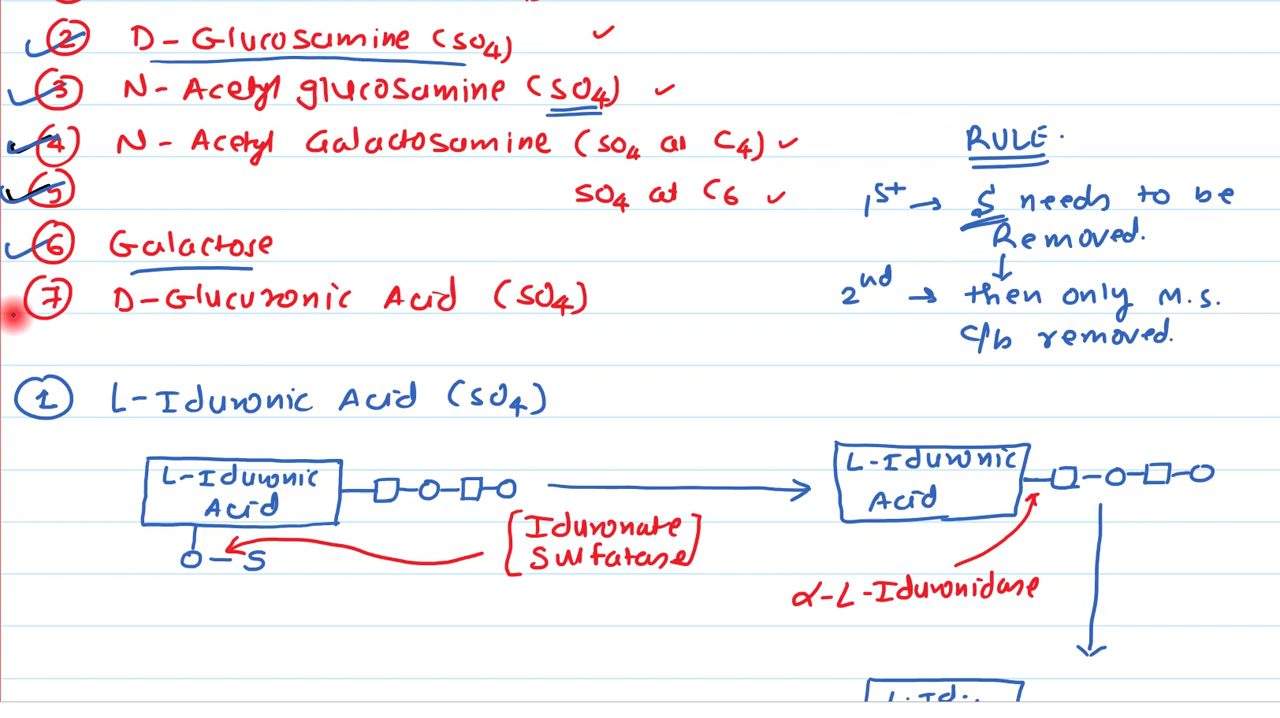 ② D-Glucosamine (SO4) ✓
③ N-Acetyl glucosamine (SO4) ✓
④ N-Acetyl Galactosamine (SO4 at C4) ✓
⑤ SO4 at C6 ✓
⑥ Galactose
⑦ D-Glucuronic Acid (SO4)
RULE.
1st → S needs to be
Removed.
↓
2nd → then only M.S.
c/b removed.
① L-Iduronic Acid (SO4)
L-Iduronic
Acid
O-S
[Iduronate
Sulfatase]
L-Iduronic
Acid
α-L-Iduronidase